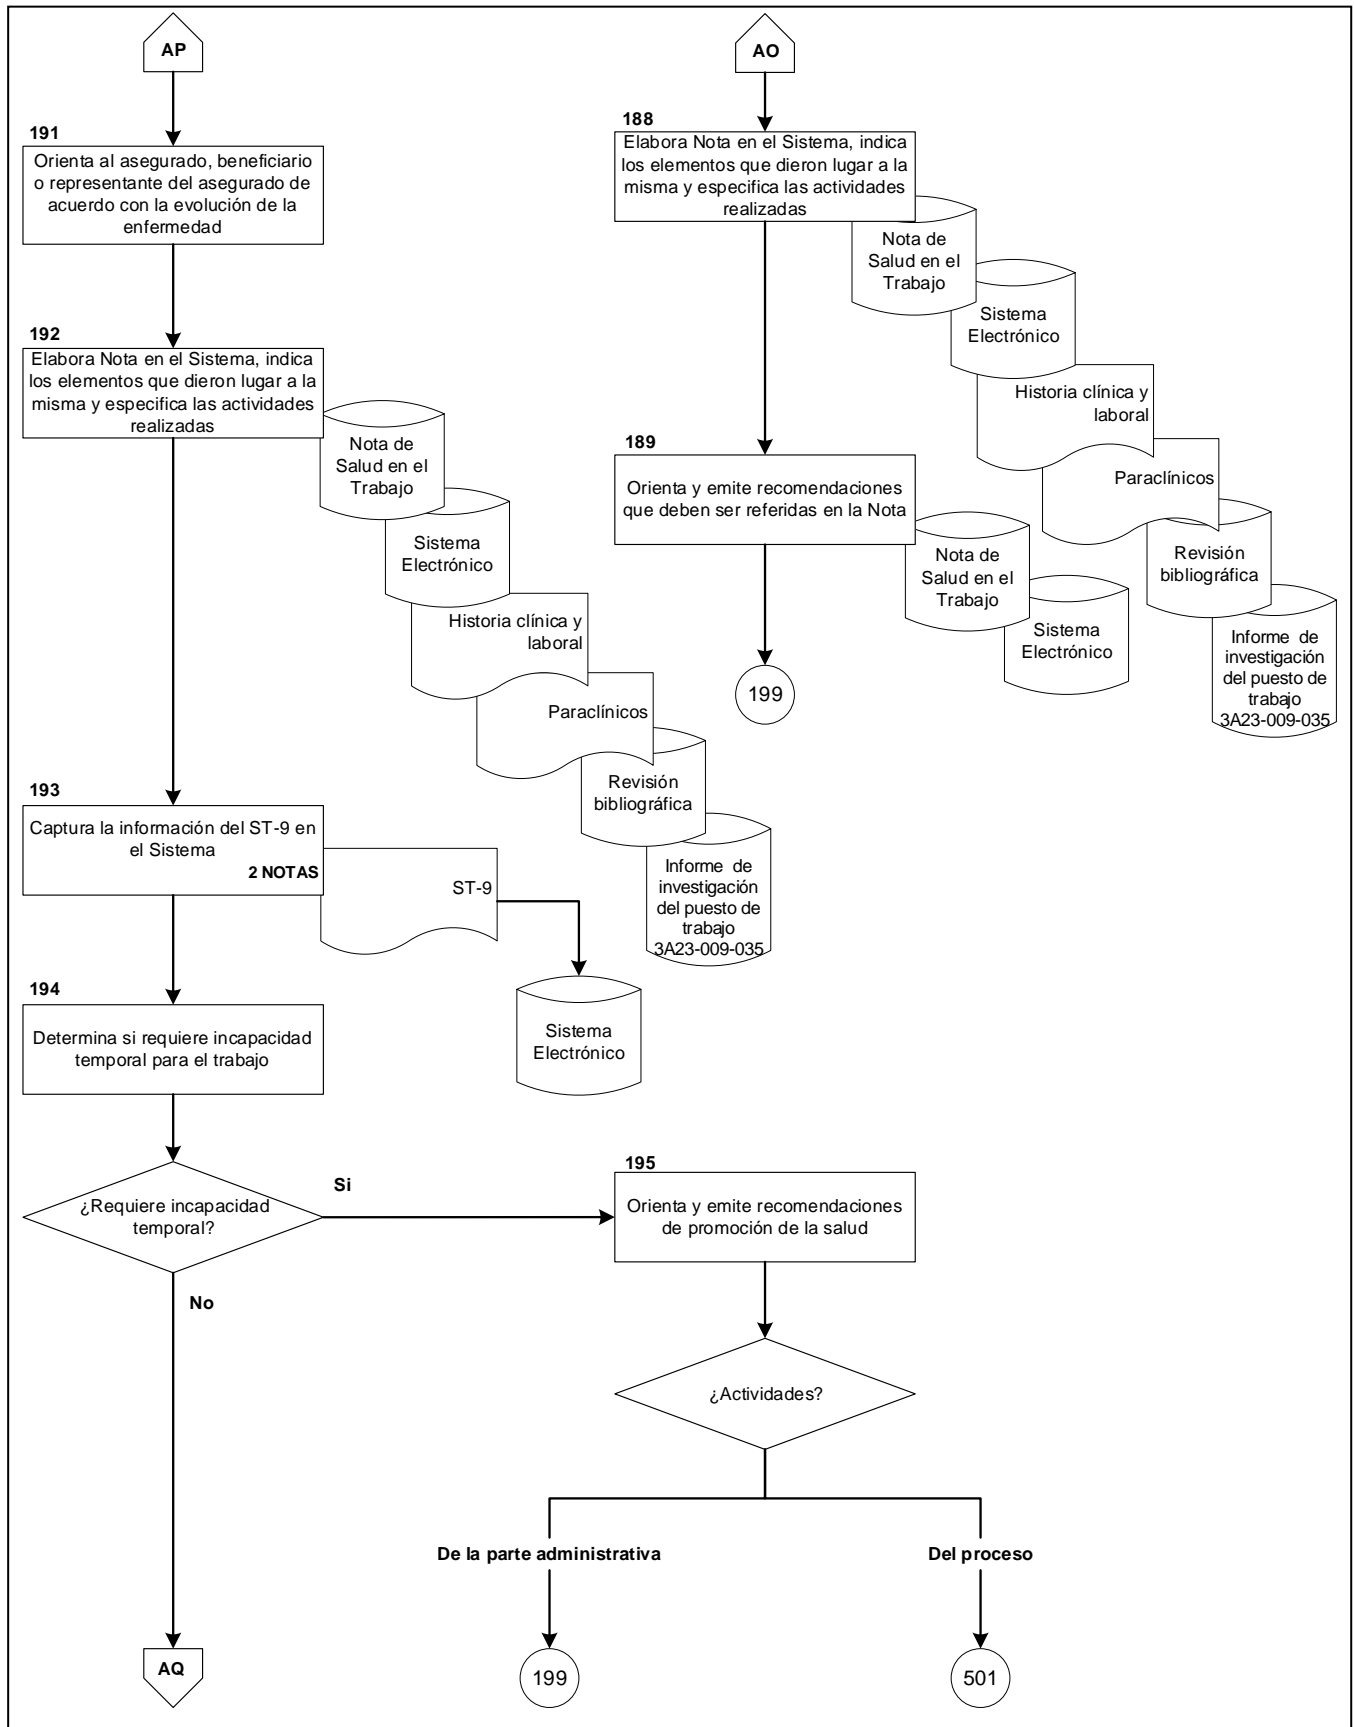 AP
191
Orienta al asegurado, beneficiario
o representante del asegurado de
acuerdo con la evolución de la
enfermedad
192
Elabora Nota en el Sistema, indica
los elementos que dieron lugar a la
misma y especifica las actividades
realizadas
Nota de
Salud en el
Trabajo
Sistema
Electrónico
Historia clínica y
laboral
Paraclínicos
Revisión
bibliográfica
Informe de
investigación
del puesto de
trabajo
3A23-009-035
193
Captura la información del ST-9 en
el Sistema
2 NOTAS
ST-9
Sistema
Electrónico
194
Determina si requiere incapacidad
temporal para el trabajo
¿Requiere incapacidad
temporal?
Si
No
AQ
AO
188
Elabora Nota en el Sistema, indica
los elementos que dieron lugar a la
misma y especifica las actividades
realizadas
Nota de
Salud en el
Trabajo
Sistema
Electrónico
Historia clínica y
laboral
Paraclínicos
Revisión
bibliográfica
Informe de
investigación
del puesto de
trabajo
3A23-009-035
189
Orienta y emite recomendaciones
que deben ser referidas en la Nota
Nota de
Salud en el
Trabajo
Sistema
Electrónico
199
195
Orienta y emite recomendaciones
de promoción de la salud
¿Actividades?
De la parte administrativa
Del proceso
199
501